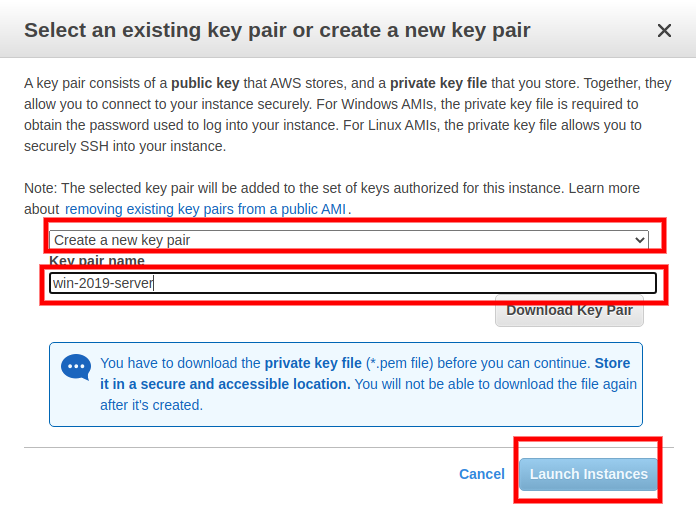 Select an existing key pair or create a new key pair
A key pair consists of a public key that AWS stores, and a private key file that you store. Together, they
allow you to connect to your instance securely. For Windows AMIs, the private key file is required to
obtain the password used to log into your instance. For Linux AMIs, the private key file allows you to
securely SSH into your instance.
Note: The selected key pair will be added to the set of keys authorized for this instance. Learn more
about removing existing key pairs from a public AMI .
Create a new key pair
Key pair name
win-2019-server
Download Key Pair
You have to download the private key file (*.pem file) before you can continue. Store
it in a secure and accessible location. You will not be able to download the file again
after it's created.
Cancel Launch Instances